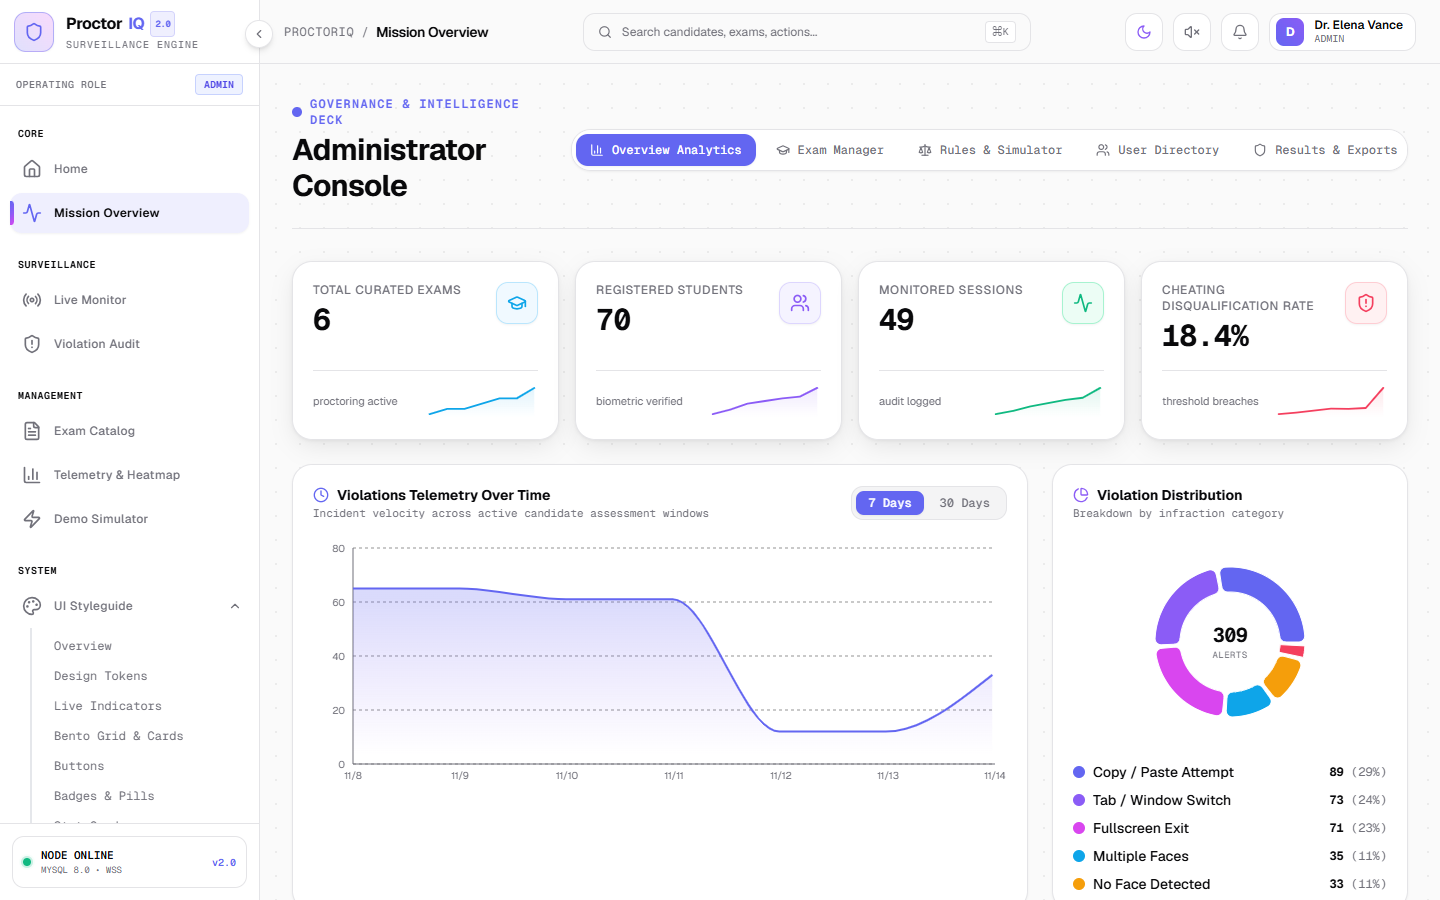 Proctor IQ 2.0
SURVEILLANCE ENGINE
PROCTORIQ / Mission Overview
Search candidates, exams, actions...
⌘K
D
Dr. Elena Vance
ADMIN
OPERATING ROLE
ADMIN
CORE
Home
Mission Overview
SURVEILLANCE
Live Monitor
Violation Audit
MANAGEMENT
Exam Catalog
Telemetry & Heatmap
Demo Simulator
SYSTEM
UI Styleguide
Overview
Design Tokens
Live Indicators
Bento Grid & Cards
Buttons
Badges & Pills
NODE ONLINE
MYSQL 8.0 • WSS
v2.0
GOVERNANCE & INTELLIGENCE
DECK
Administrator
Console
Overview Analytics
Exam Manager
Rules & Simulator
User Directory
Results & Exports
TOTAL CURATED EXAMS
6
proctoring active
REGISTERED STUDENTS
70
biometric verified
MONITORED SESSIONS
49
audit logged
CHEATING
DISQUALIFICATION RATE
18.4%
threshold breaches
Violations Telemetry Over Time
Incident velocity across active candidate assessment windows
7 Days
30 Days
80
60
40
20
0
11/8
11/9
11/10
11/11
11/12
11/13
11/14
Violation Distribution
Breakdown by infraction category
309
ALERTS
Copy / Paste Attempt 89 (29%)
Tab / Window Switch 73 (24%)
Fullscreen Exit 71 (23%)
Multiple Faces 35 (11%)
No Face Detected 33 (11%)